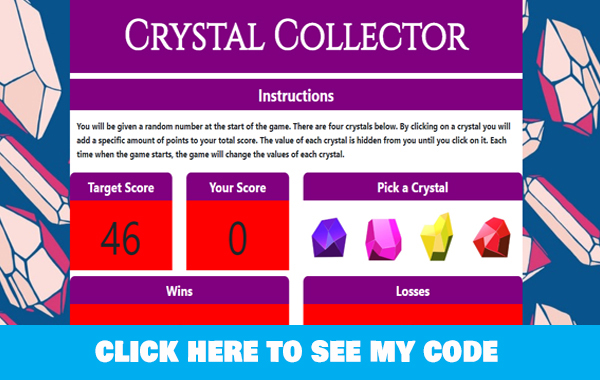 Crystal Collector
Instructions
You will be given a random number at the start of the game. There are four crystals below. By clicking on a crystal you will
add a specific amount of points to your total score. The value of each crystal is hidden from you until you click on it. Each
time when the game starts, the game will change the values of each crystal.
Target Score
Your Score
Pick a Crystal
46
0
Wins
Losses
CLICK HERE TO SEE MY CODE